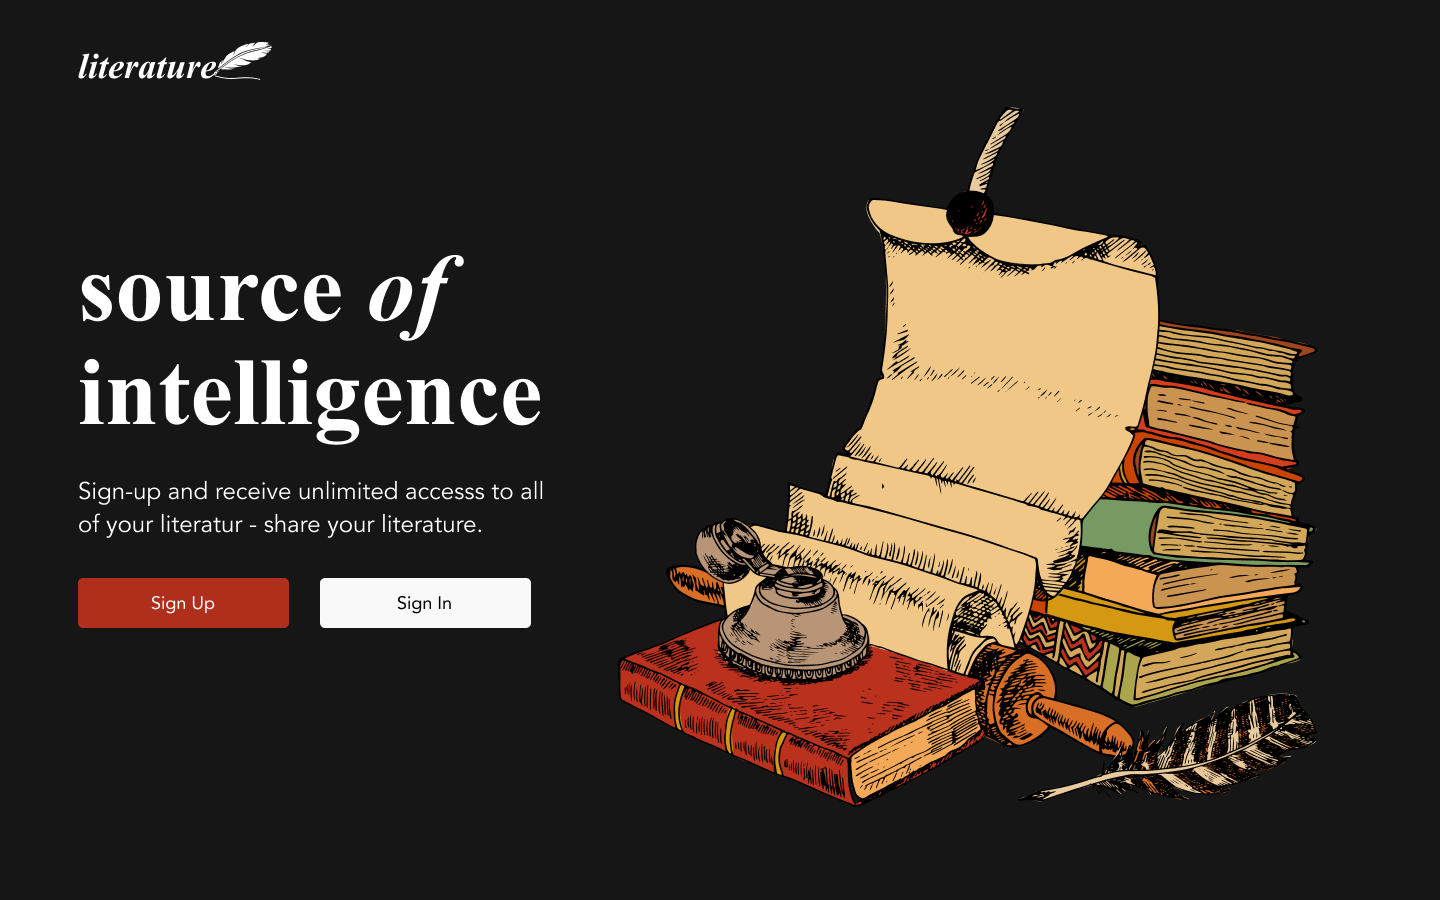 literature
source of
intelligence
Sign-up and receive unlimited accesss to all
of your literatur - share your literature.
Sign Up
Sign In